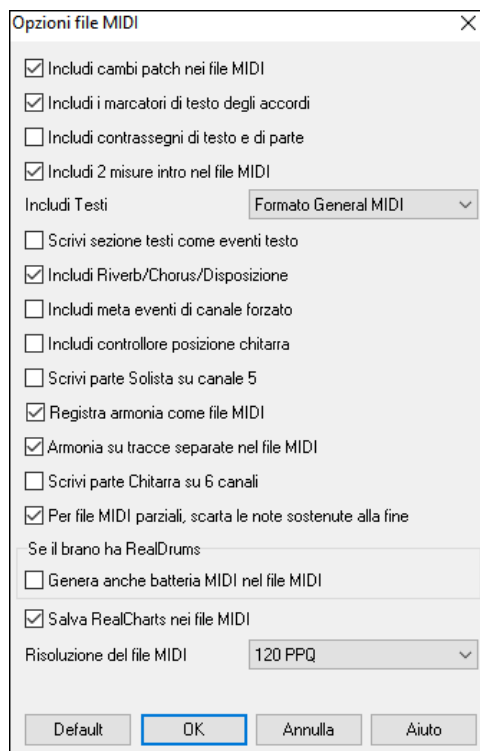 Opzioni file MIDI
Includi cambi patch nei file MIDI
Includi i marcatori di testo degli accordi
Includi contrassegni di testo e di parte
Includi 2 misure intro nel file MIDI
Includi Testi Formato General MIDI
Scrivi sezione testi come eventi testo
Includi Riverb/Chorus/Disposizione
Includi meta eventi di canale forzato
Includi controllore posizione chitarra
Scrivi parte Solista su canale 5
Registra armonia come file MIDI
Armonia su tracce separate nel file MIDI
Scrivi parte Chitarra su 6 canali
Per file MIDI parziali, scarta le note sostenute alla fine
Se il brano ha RealDrums
Genera anche batteria MIDI nel file MIDI
Salva RealCharts nei file MIDI
Risoluzione del file MIDI 120 PPQ
Default OK Annulla Aiuto